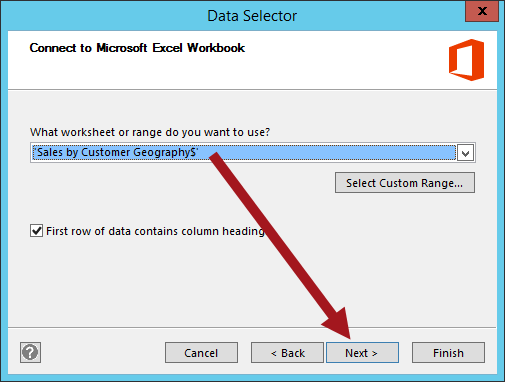 Data Selector
x
Connect to Microsoft Excel Workbook
What worksheet or range do you want to use?
'Sales by Customer Geography$'
Select Custom Range...
First row of data contains column heading
?
Cancel
< Back
Next >
Finish